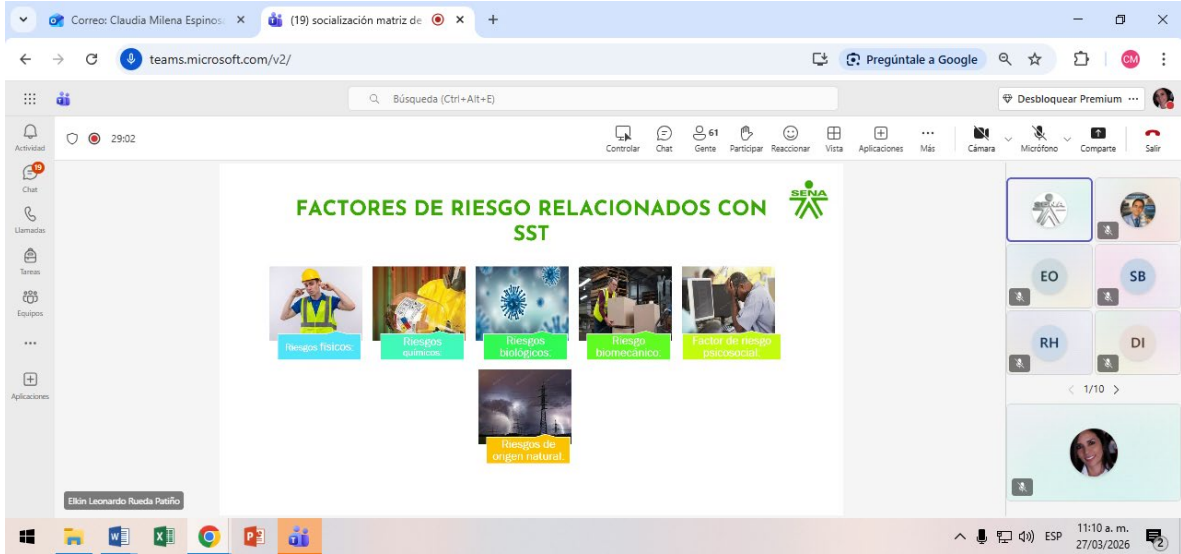 Correo: Claudia Milena Espinos
(19) socialización matriz de
teams.microsoft.com/v2/
Pregúntale a Google
CM
Búsqueda (Ctrl+Alt+E)
Desbloquear Premium
Actividad
29:02
Controlar
Chat
61
Gente
Participar
Reaccionar
Vista
Aplicaciones
Más
Cámara
Micrófono
Comparte
Salir
19
Chat
Llamadas
Tareas
Equipos
Aplicaciones
FACTORES DE RIESGO RELACIONADOS CON
SST
SENA
Riesgos físicos:
Riesgos
químicos:
Riesgos
biológicos:
Riesgo
biomecánico:
Factor de riesgo
psicosocial:
Riesgos de
origen natural:
EO
SB
RH
DI
1/10
Elkin Leonardo Rueda Patiño
ESP
11:10 a. m.
27/03/2026
2